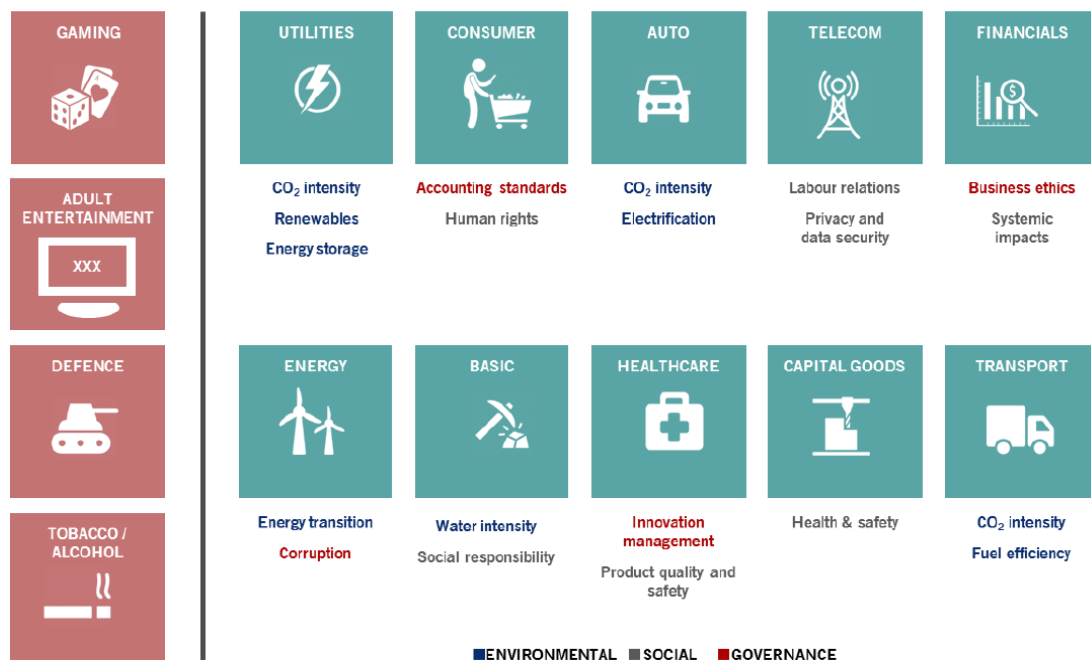 GAMING
ADULT
ENTERTAINMENT
XXX
DEFENCE
TOBACCO /
ALCOHOL
UTILITIES
CO₂ intensity
Renewables
Energy storage
CONSUMER
Accounting standards
Human rights
AUTO
CO₂ intensity
Electrification
TELECOM
Labour relations
Privacy and
data security
FINANCIALS
$
Business ethics
Systemic
impacts
ENERGY
Energy transition
Corruption
BASIC
Water intensity
Social responsibility
HEALTHCARE
Innovation
management
Product quality and
safety
CAPITAL GOODS
Health & safety
TRANSPORT
CO₂ intensity
Fuel efficiency
ENVIRONMENTAL SOCIAL GOVERNANCE